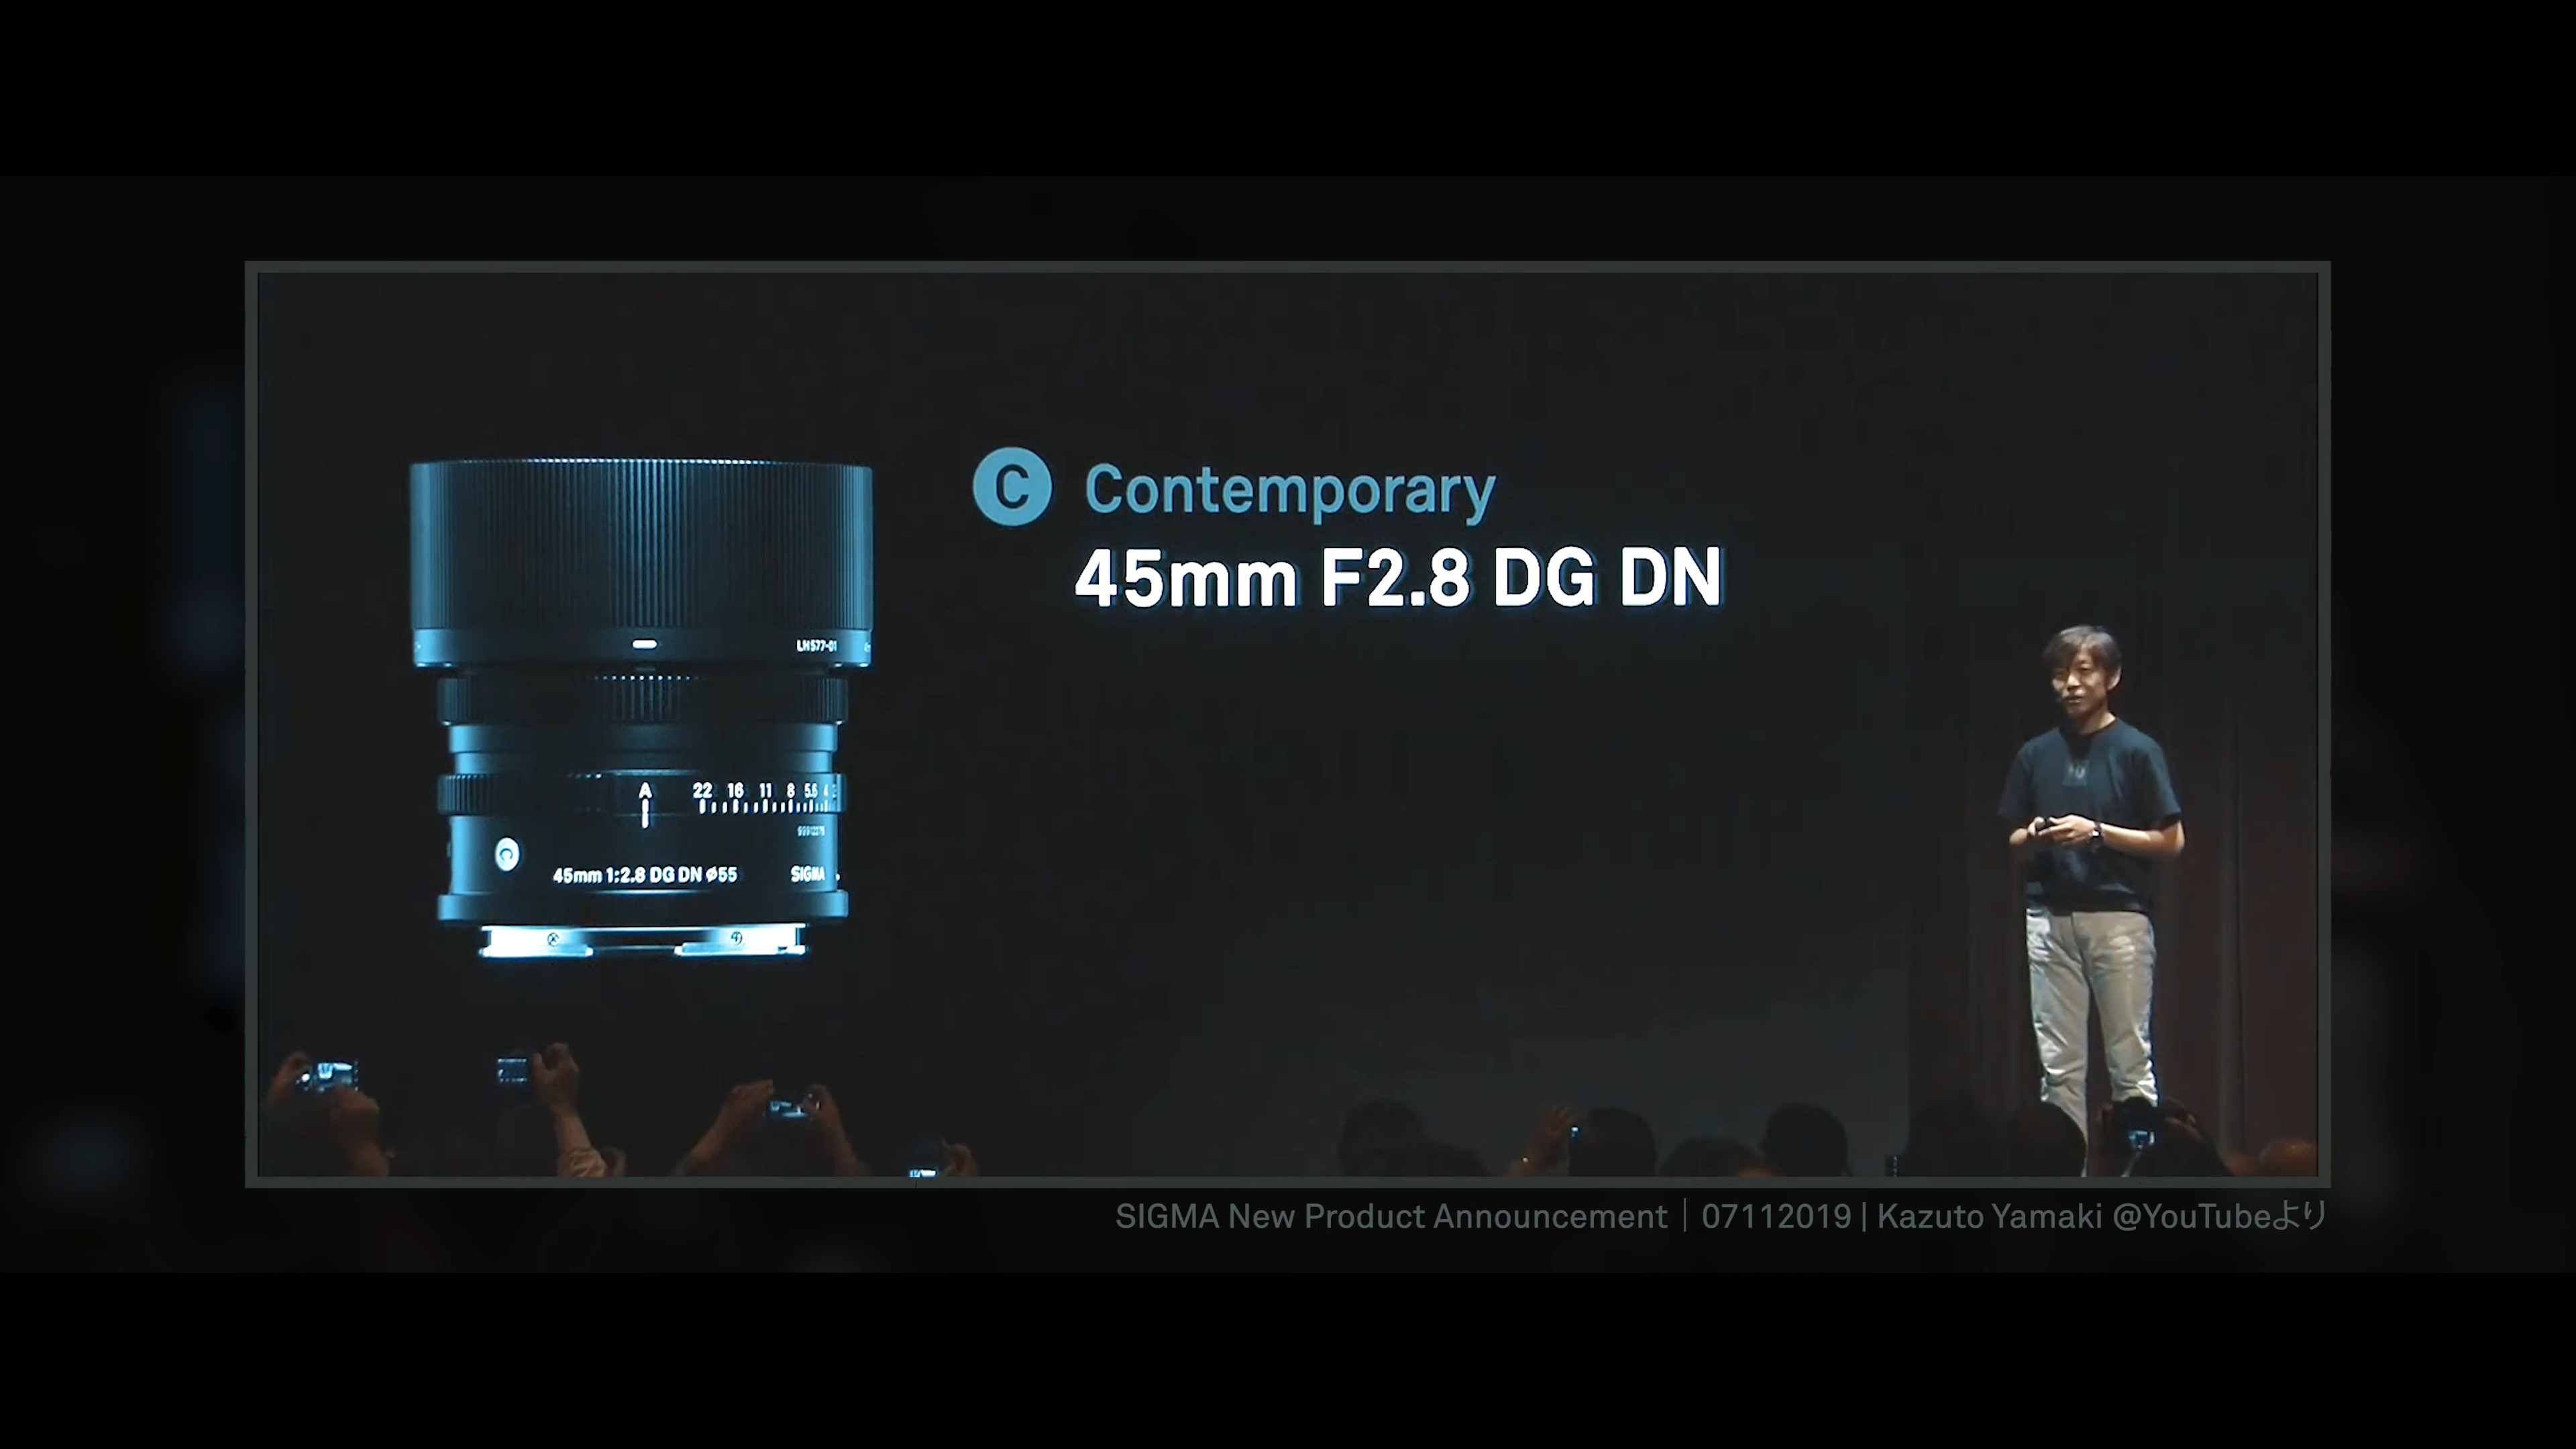 C Contemporary
45mm F2.8 DG DN
LH577-01
A 22 16 11 8 5.6 4
C
45mm 1:2.8 DG DN ø55
SIGMA
SIGMA New Product Announcement｜07112019 | Kazuto Yamaki @YouTubeより